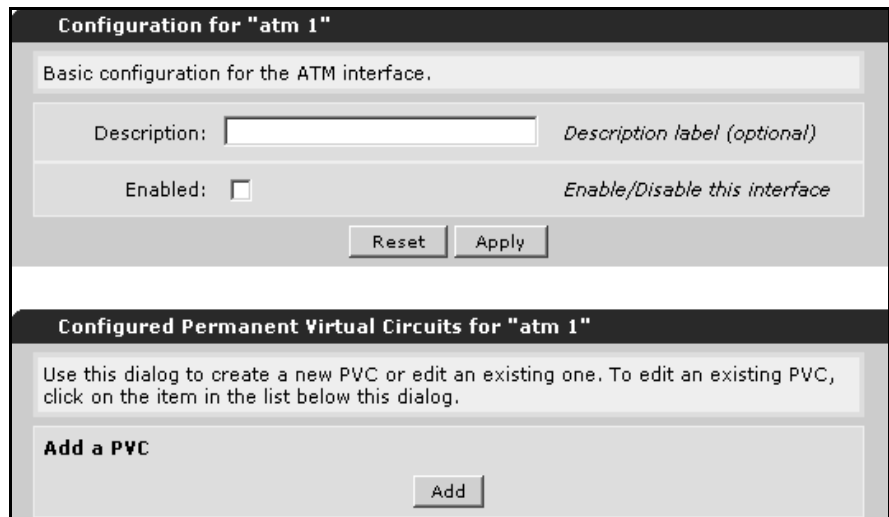 Configuration for "atm 1"
Basic configuration for the ATM interface.
Description:
Description label (optional)
Enabled:
Enable/Disable this interface
Reset Apply
Configured Permanent Virtual Circuits for "atm 1"
Use this dialog to create a new PVC or edit an existing one. To edit an existing PVC,
click on the item in the list below this dialog.
Add a PVC
Add